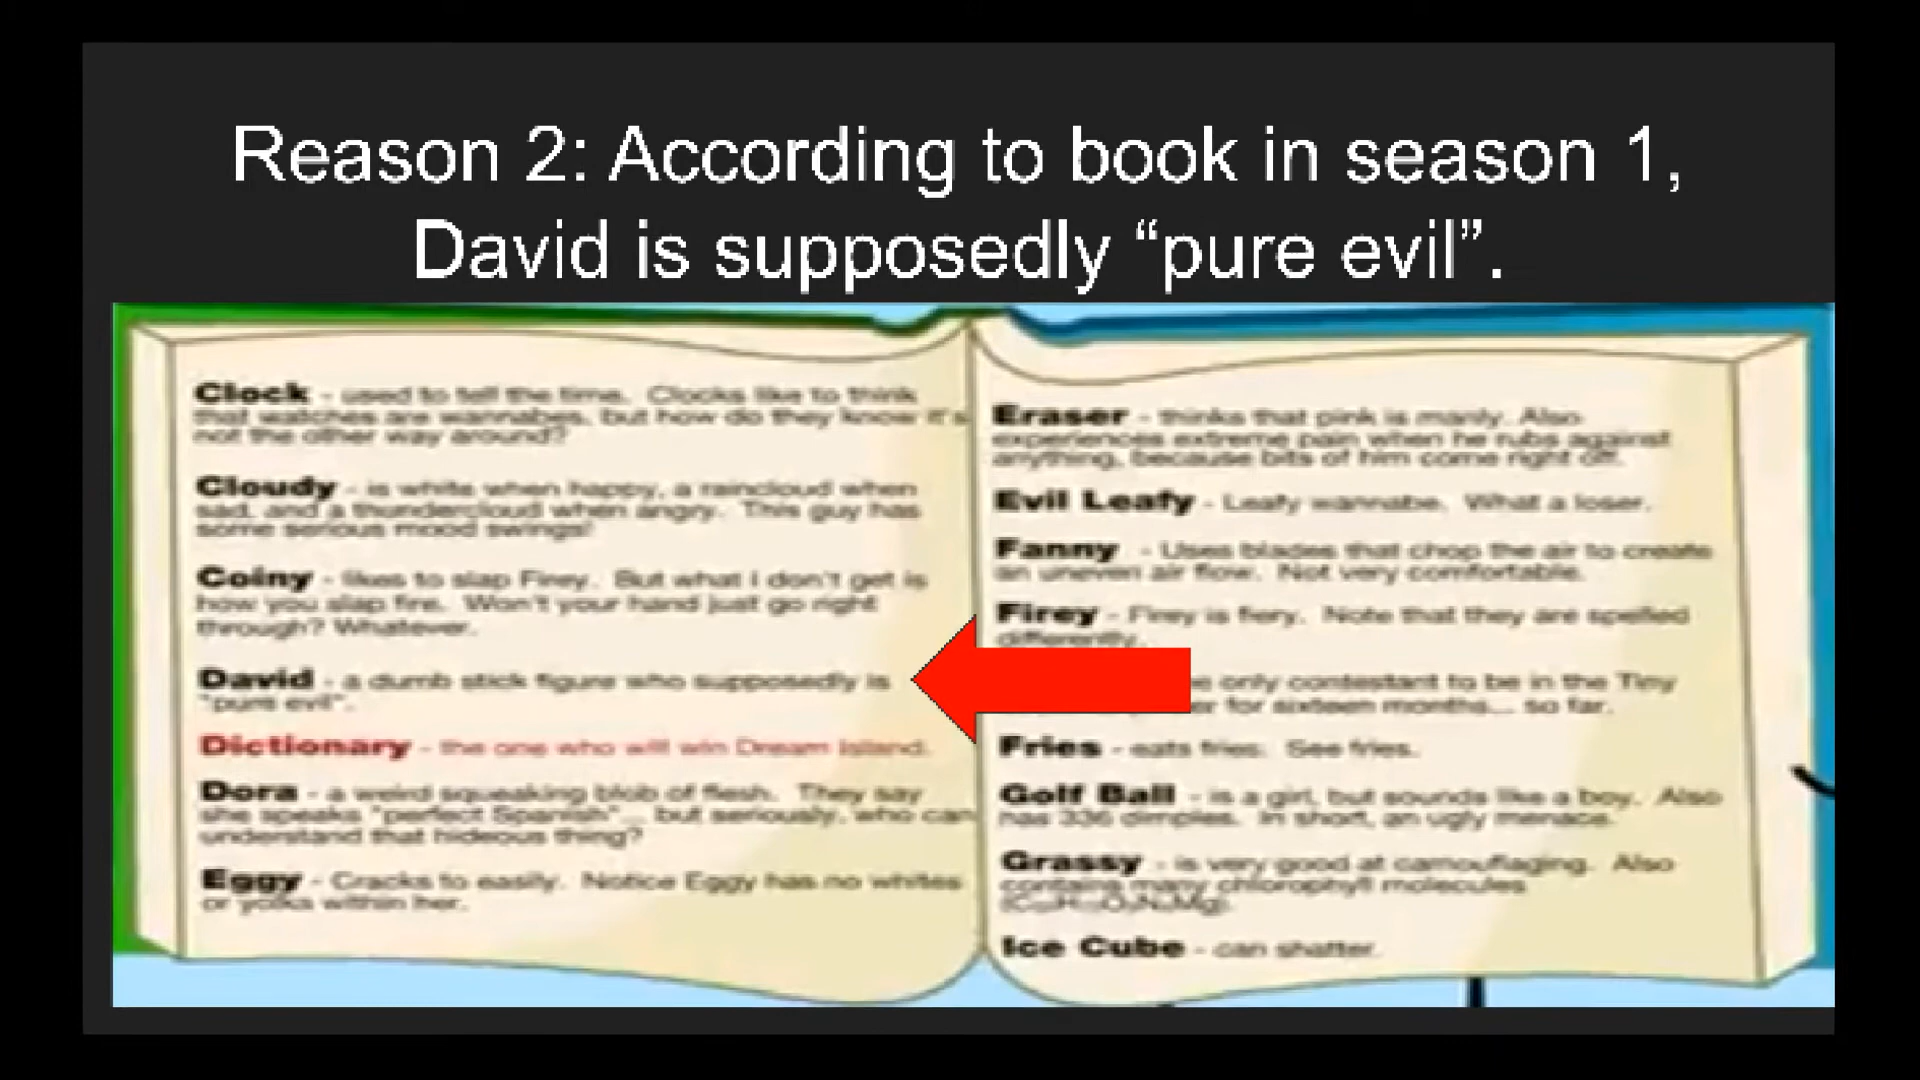 Reason 2: According to book in season 1,
David is supposedly “pure evil”.
Clock - used to tell the time. Clocks like to think
that watches are wannabes, but how do they know it's
not the other way around?
Cloudy - is white when happy, a raincloud when
sad, and a thundercloud when angry. This guy has
some serious mood swings!
Coiny - likes to slap Firey. But what I don't get is
how you slap fire. Won't your hand just go right
through? Whatever.
David - a dumb stick figure who supposedly is
"pure evil".
Dictionary - the one who will win Dream Island.
Dora - a weird squeaking blob of flesh. They say
she speaks "perfect Spanish"... but seriously, who can
understand that hideous thing?
Eggy - Cracks to easily. Notice Eggy has no whites
or yolks within her.
Eraser - thinks that pink is manly. Also
experiences extreme pain when he rubs against
anything, because bits of him come right off.
Evil Leafy - Leafy wannabe. What a loser.
Fanny - Uses blades that chop the air to create
an uneven air flow. Not very comfortable.
Firey - Firey is fiery. Note that they are spelled
differently.
only contestant to be in the Tiny
for sixteen months... so far.
Fries - eats fries. See fries.
Golf Ball - is a girl, but sounds like a boy. Also
has 336 dimples. In short, an ugly menace.
Grassy - is very good at camouflaging. Also
contains many chlorophyll molecules
Ice Cube - can shatter.